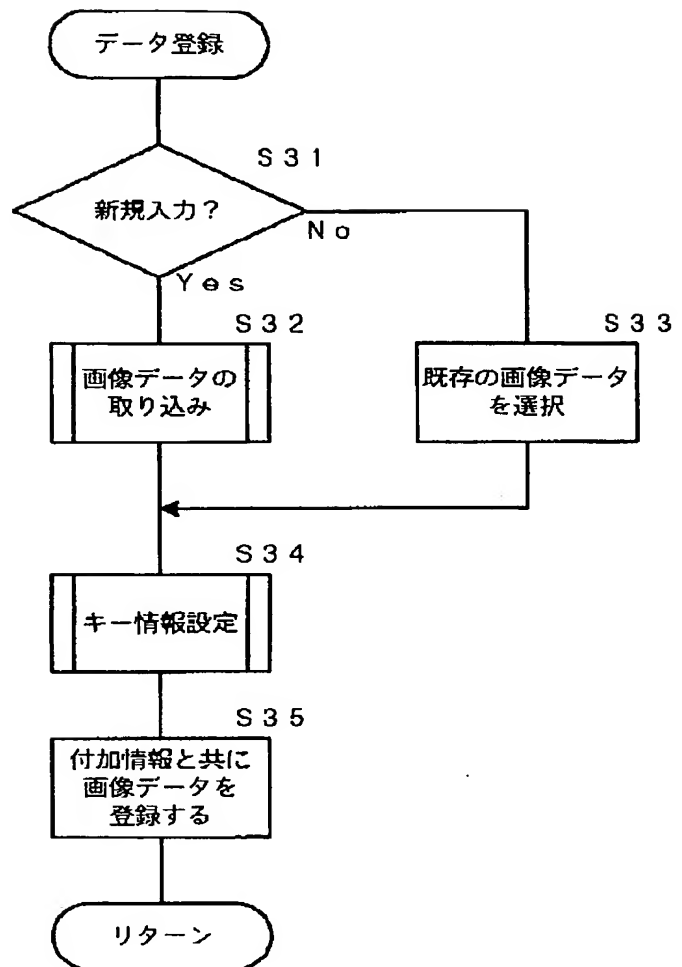 データ登録
S31
新規入力?
No
Yes
S32
画像データの
取り込み
S33
既存の画像データ
を選択
S34
キー情報設定
S35
付加情報と共に
画像データを
登録する
リターン